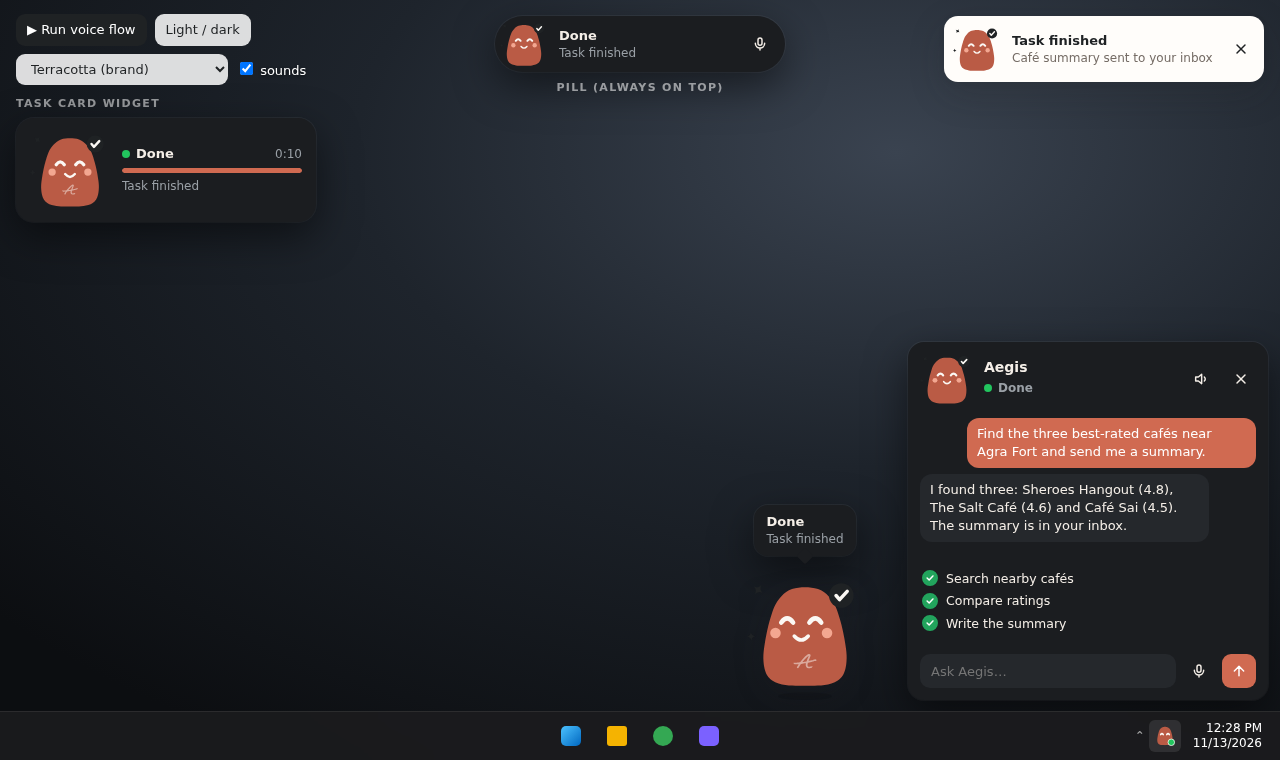 ▶ Run voice flow
Light / dark
Terracotta (brand)
sounds
TASK CARD WIDGET
Done
0:10
Task finished
Done
Task finished
PILL (ALWAYS ON TOP)
Task finished
Café summary sent to your inbox
Aegis
Done
Find the three best-rated cafés near
Agra Fort and send me a summary.
I found three: Sheroes Hangout (4.8),
The Salt Café (4.6) and Café Sai (4.5).
The summary is in your inbox.
Search nearby cafés
Compare ratings
Write the summary
Ask Aegis...
Done
Task finished
12:28 PM
11/13/2026